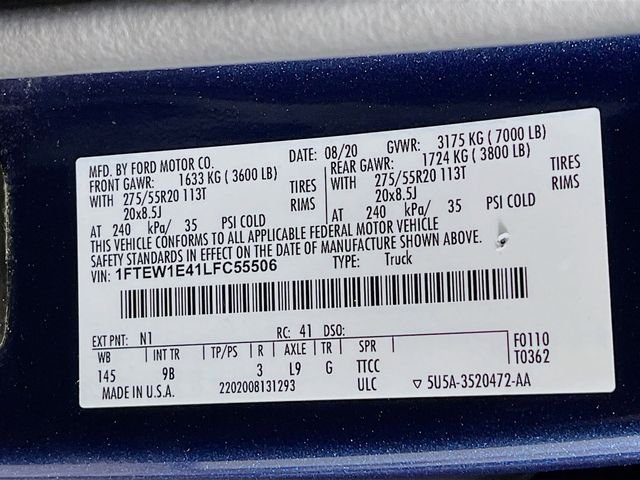 MFD. BY FORD MOTOR CO. DATE: 08/20 GVWR: 3175 KG ( 7000 LB)
FRONT GAWR: 1633 KG ( 3600 LB) REAR GAWR: 1724 KG ( 3800 LB)
WITH 275/55R20 113T TIRES WITH 275/55R20 113T TIRES
20x8.5J RIMS 20x8.5J RIMS
AT 240 kPa/ 35 PSI COLD AT 240 kPa/ 35 PSI COLD
THIS VEHICLE CONFORMS TO ALL APPLICABLE FEDERAL MOTOR VEHICLE
SAFETY STANDARDS IN EFFECT ON THE DATE OF MANUFACTURE SHOWN ABOVE.
VIN: 1FTEW1E41LFC55506 TYPE: Truck
EXT PNT: N1 RC: 41 DSO:
WB INT TR TP/PS R AXLE TR SPR F0110
145 9B 3 L9 G TTCC T0362
MADE IN U.S.A. 2202008131293 ULC ▽ 5U5A-3520472-AA